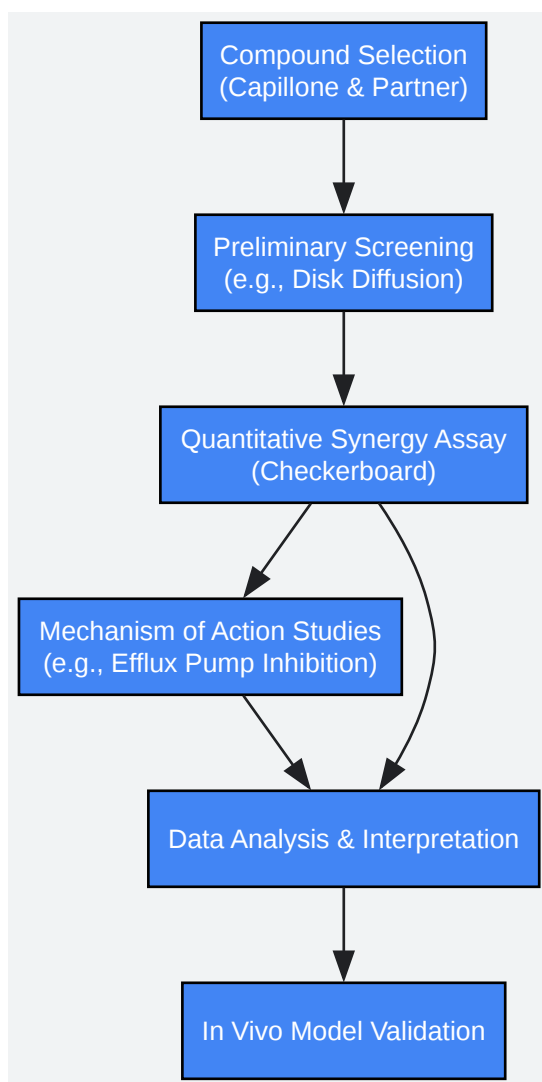 Compound Selection
(Capillone & Partner)
Preliminary Screening
(e.g., Disk Diffusion)
Quantitative Synergy Assay
(Checkerboard)
Mechanism of Action Studies
(e.g., Efflux Pump Inhibition)
Data Analysis & Interpretation
In Vivo Model Validation